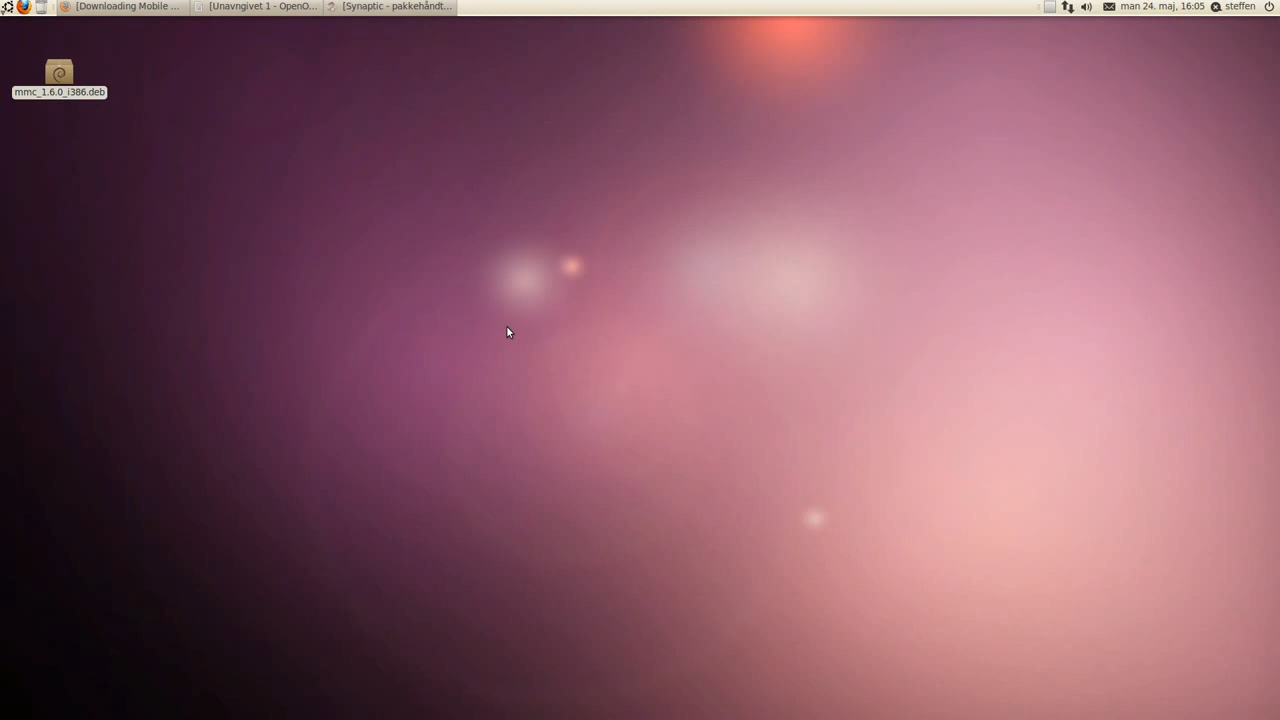 [Downloading Mobile ... [Unavngivet 1 - OpenO... [Synaptic - pakkehåndt... man 24. maj, 16:05 steffen
mmc_1.6.0_i386.deb